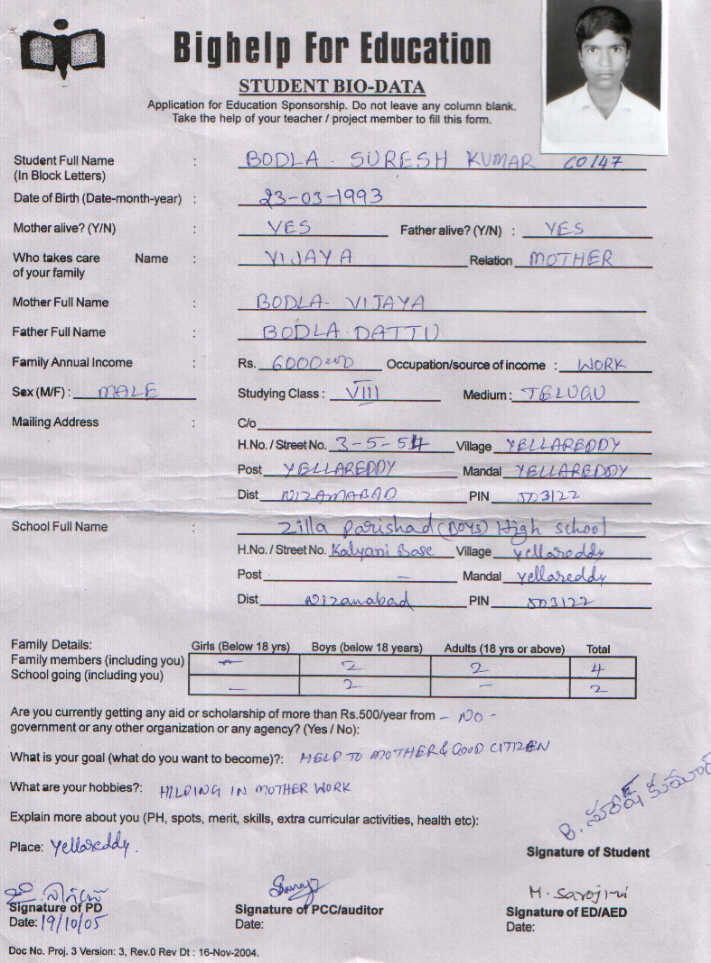 Bighelp For Education
STUDENT BIO-DATA
Application for Education Sponsorship. Do not leave any column blank.
Take the help of your teacher / project member to fill this form.
Student Full Name : BODLA. SURESH KUMAR CO147
(In Block Letters)
Date of Birth (Date-month-year) : 23-03-1993
Mother alive? (Y/N) : YES Father alive? (Y/N) : YES
Who takes care Name : VIJAYA Relation MOTHER
of your family
Mother Full Name : BODLA. VIJAYA
Father Full Name : BODLA. DATTU
Family Annual Income : Rs. 6000=00 Occupation/source of income : WORK
Sex (M/F) : MALE Studying Class : VIII Medium : TELUGU
Mailing Address : C/o
H.No. / Street No. 3-5-54 Village YELLAREDDY
Post YELLAREDDY Mandal YELLAREDDY
Dist NIZAMABAD PIN 503122
School Full Name : Zilla Parishad (Boys) High school
H.No. / Street No. Kalyani Base Village yellareddy
Post - Mandal yellareddy
Dist Nizamabad PIN 503122
Family Details: Girls (Below 18 yrs) Boys (below 18 years) Adults (18 yrs or above) Total
Family members (including you) - 2 2 4
School going (including you) - 2 - 2
Are you currently getting any aid or scholarship of more than Rs.500/year from - NO -
government or any other organization or any agency? (Yes / No):
What is your goal (what do you want to become)?: HELP TO MOTHER & GOOD CITIZEN
What are your hobbies?: HILPING IN MOTHER WORK
Explain more about you (PH, spots, merit, skills, extra curricular activities, health etc):
B. సురేష్ కుమార్
Place: Yellareddy.
Signature of Student
M. Sarojini
Signature of PD Signature of PCC/auditor Signature of ED/AED
Date: 19/10/05 Date: Date:
Doc No. Proj. 3 Version: 3, Rev.0 Rev Dt : 16-Nov-2004.